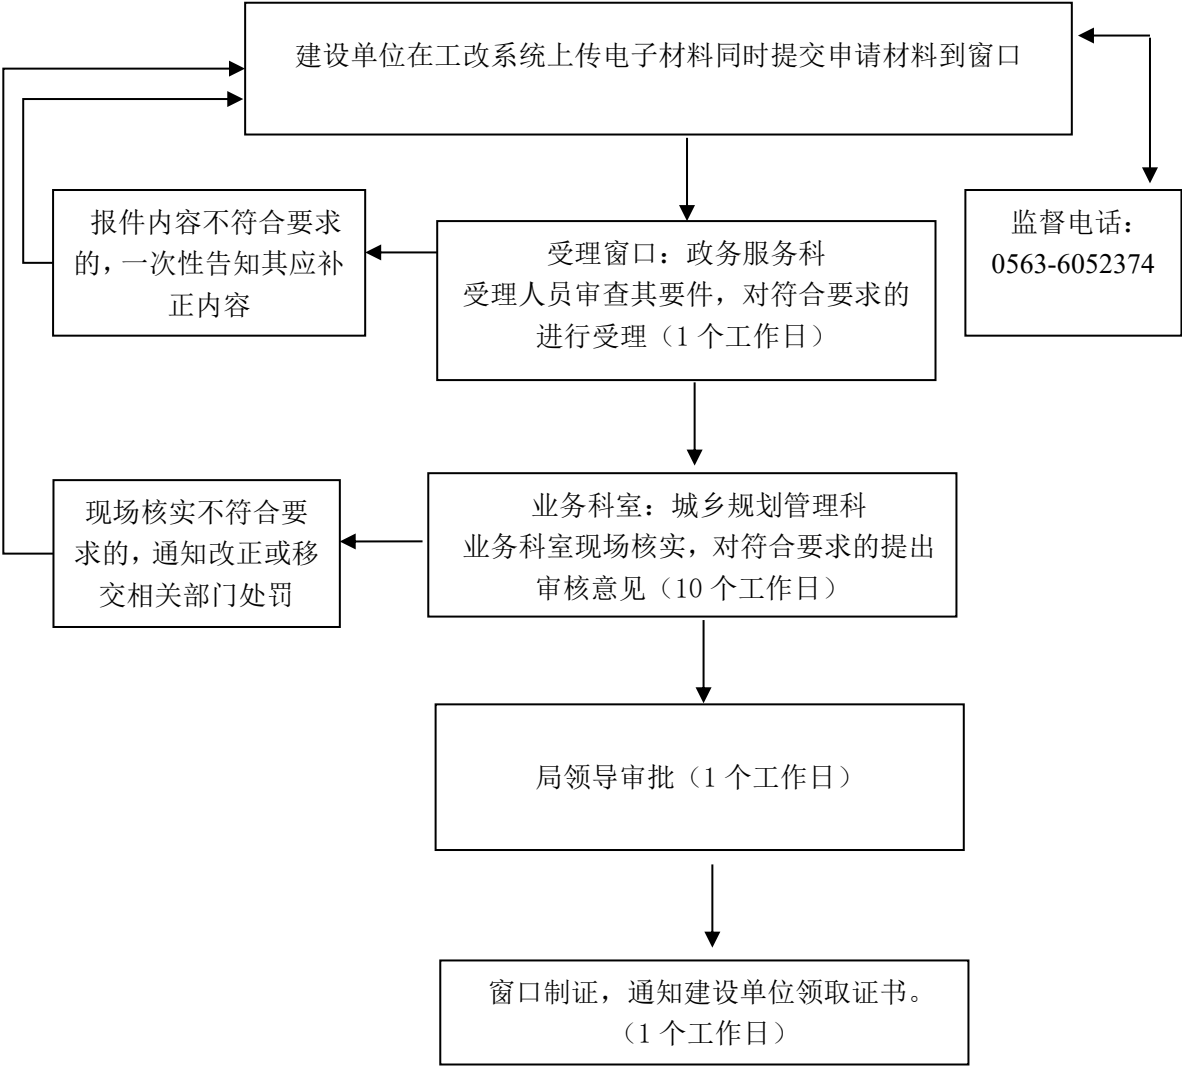 建设单位在工改系统上传电子材料同时提交申请材料到窗口
报件内容不符合要求
的，一次性告知其应补
正内容
受理窗口：政务服务科
受理人员审查其要件，对符合要求的
进行受理（1 个工作日）
监督电话：
0563-6052374
现场核实不符合要
求的，通知改正或移
交相关部门处罚
业务科室：城乡规划管理科
业务科室现场核实，对符合要求的提出
审核意见（10 个工作日）
局领导审批（1 个工作日）
窗口制证，通知建设单位领取证书。
（1 个工作日）